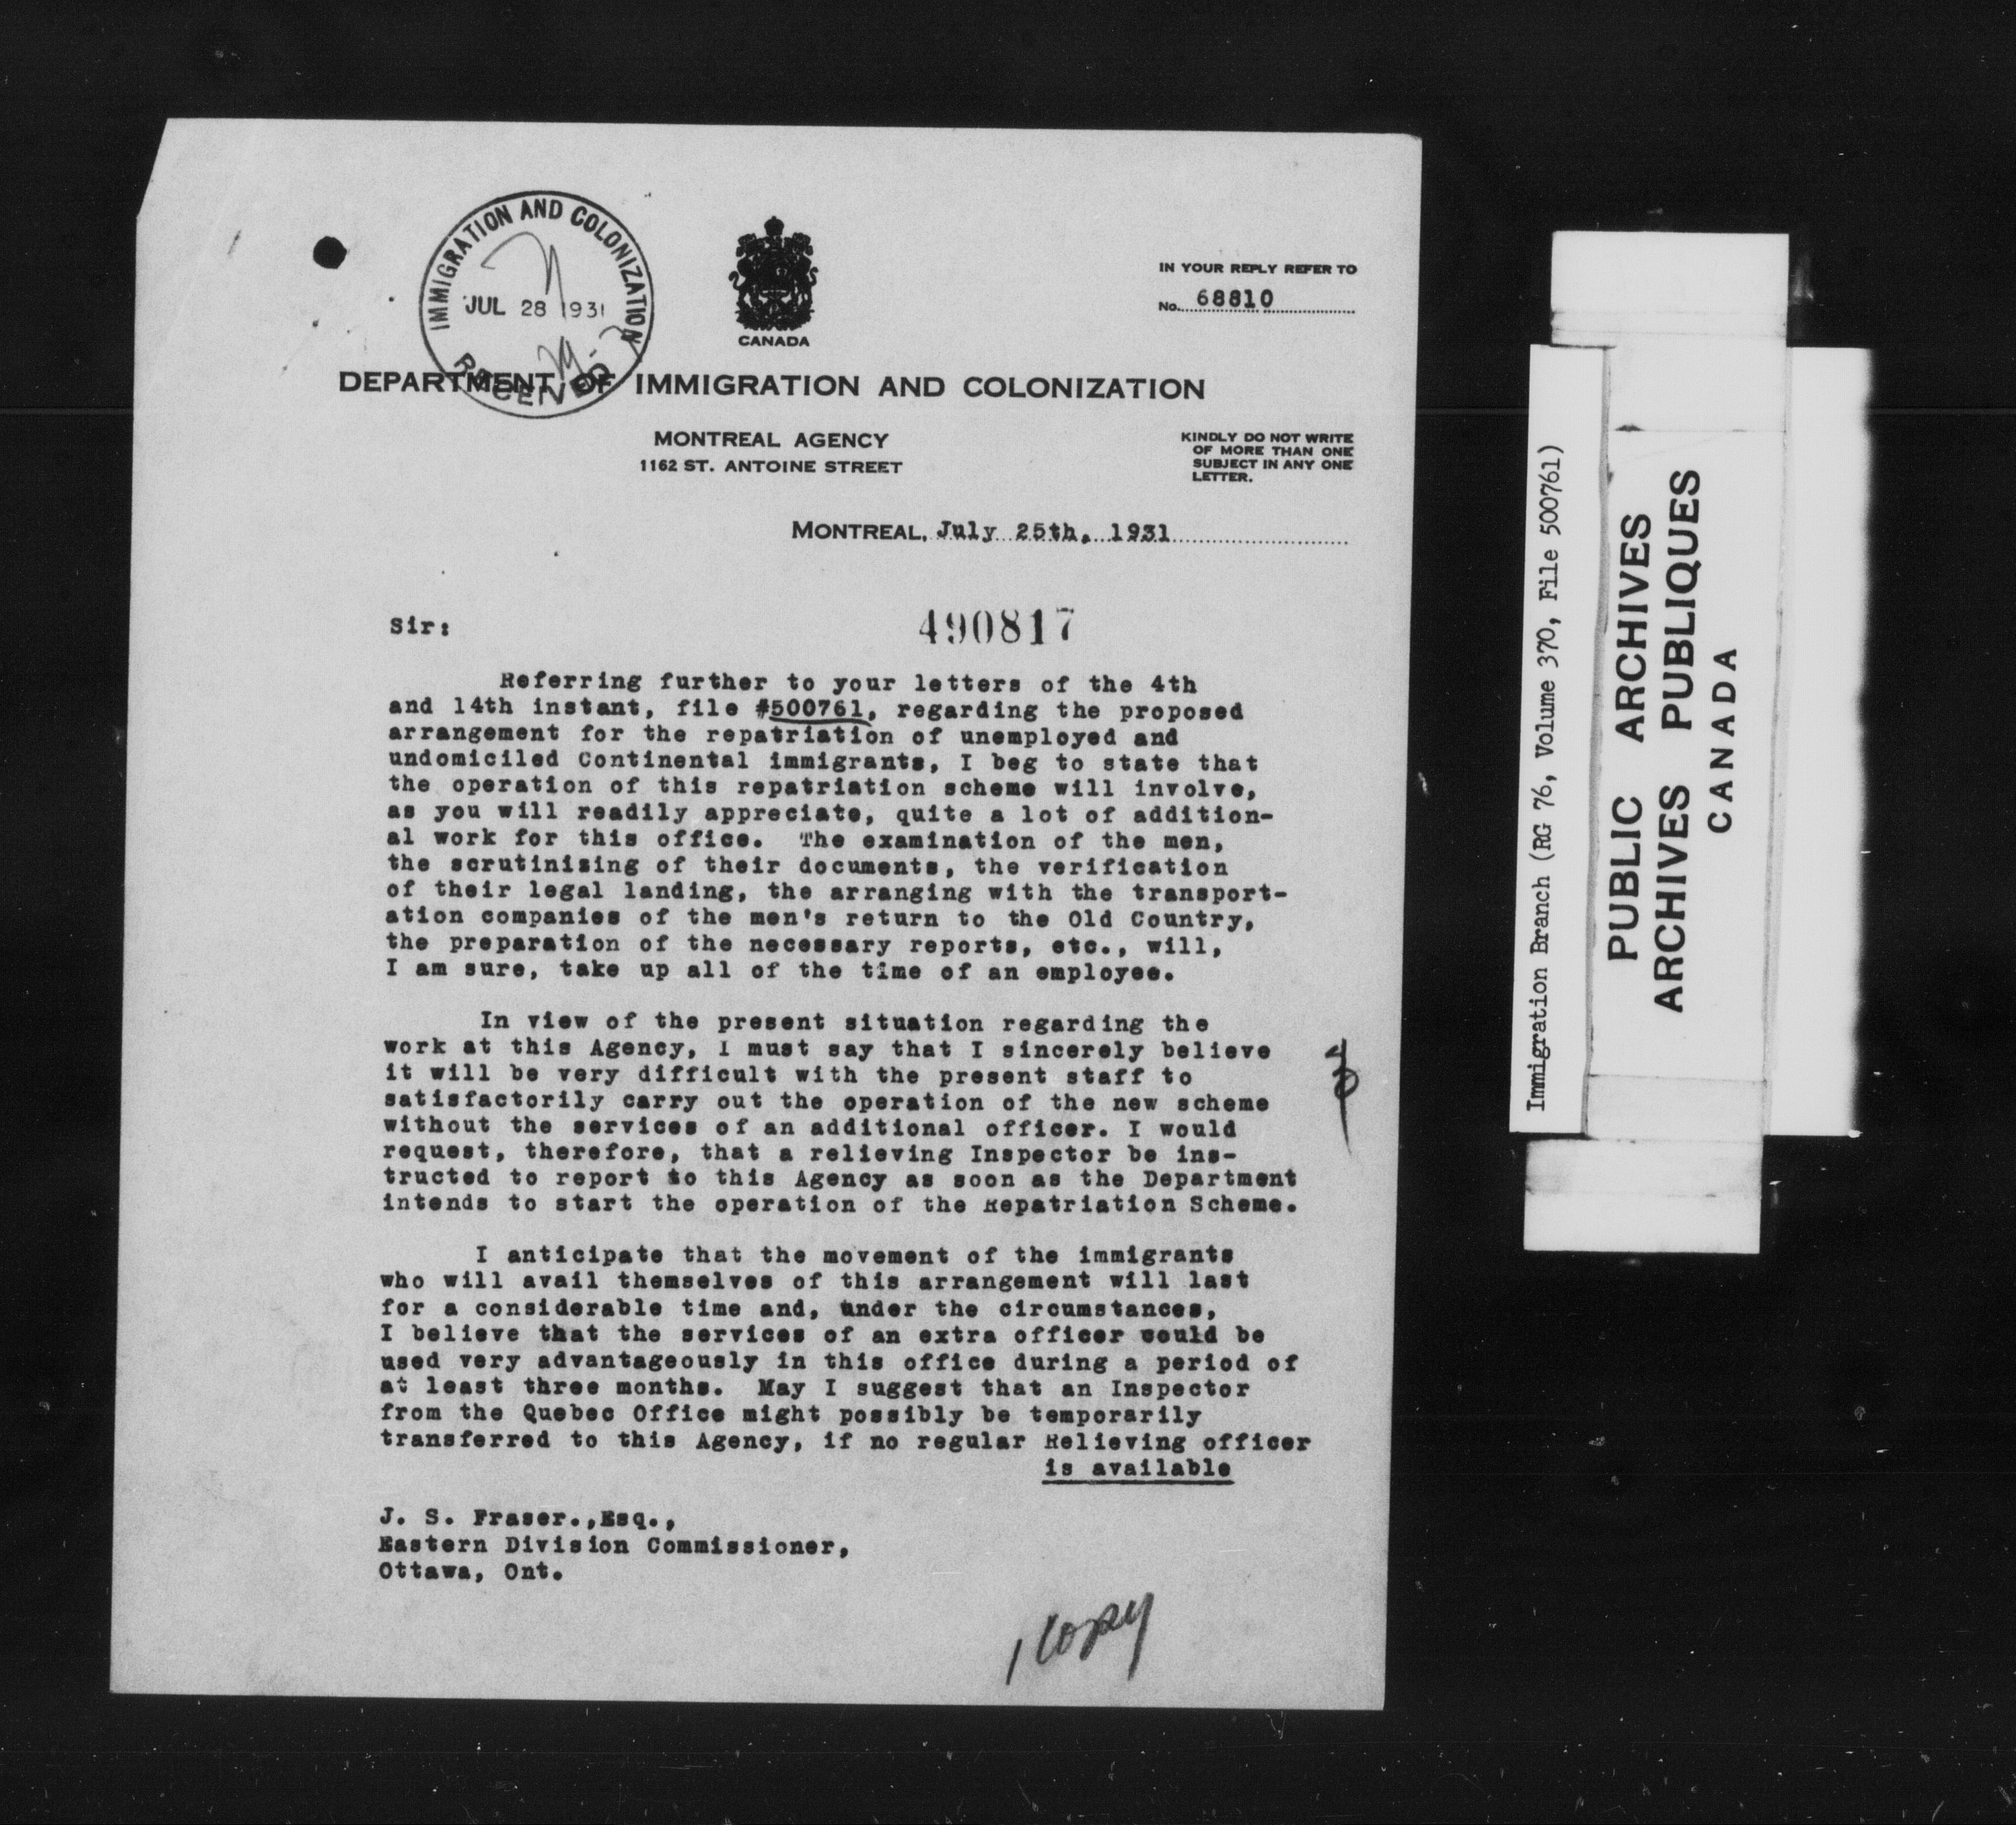 IMMIGRATION AND COLONIZATION
JUL 28 1931
RECEIVED
CANADA
IN YOUR REPLY REFER TO
No. 68810
DEPARTMENT OF IMMIGRATION AND COLONIZATION
MONTREAL AGENCY
1162 ST. ANTOINE STREET
KINDLY DO NOT WRITE
OF MORE THAN ONE
SUBJECT IN ANY ONE
LETTER.
MONTREAL, July 25th, 1931
Sir:
490817
Referring further to your letters of the 4th
and 14th instant, file #500761, regarding the proposed
arrangement for the repatriation of unemployed and
undomiciled Continental immigrants, I beg to state that
the operation of this repatriation scheme will involve,
as you will readily appreciate, quite a lot of addition-
al work for this office. The examination of the men,
the scrutinising of their documents, the verification
of their legal landing, the arranging with the transport-
ation companies of the men's return to the Old Country,
the preparation of the necessary reports, etc., will,
I am sure, take up all of the time of an employee.
In view of the present situation regarding the
work at this Agency, I must say that I sincerely believe
it will be very difficult with the present staff to
satisfactorily carry out the operation of the new scheme
without the services of an additional officer. I would
request, therefore, that a relieving Inspector be ins-
tructed to report to this Agency as soon as the Department
intends to start the operation of the Repatriation Scheme.
I anticipate that the movement of the immigrants
who will avail themselves of this arrangement will last
for a considerable time and, under the circumstances,
I believe that the services of an extra officer would be
used very advantageously in this office during a period of
at least three months. May I suggest that an Inspector
from the Quebec Office might possibly be temporarily
transferred to this Agency, if no regular Relieving officer
is available
J. S. Fraser.,Esq.,
Eastern Division Commissioner,
Ottawa, Ont.
1 copy
Immigration Branch (RG 76, Volume 370, File 500761)
PUBLIC ARCHIVES
ARCHIVES PUBLIQUES
CANADA